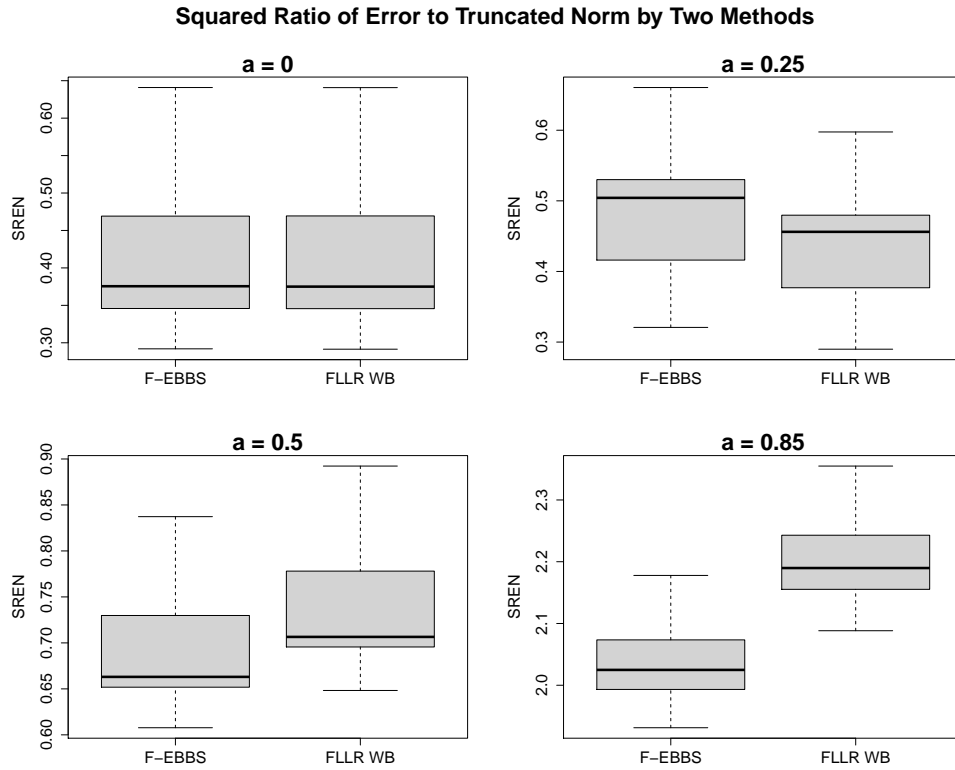 Squared Ratio of Error to Truncated Norm by Two Methods
a = 0
SREN
0.60
0.50
0.40
0.30
F−EBBS FLLR WB
a = 0.25
SREN
0.6
0.5
0.4
0.3
F−EBBS FLLR WB
a = 0.5
SREN
0.90
0.85
0.80
0.75
0.70
0.65
0.60
F−EBBS FLLR WB
a = 0.85
SREN
2.3
2.2
2.1
2.0
F−EBBS FLLR WB